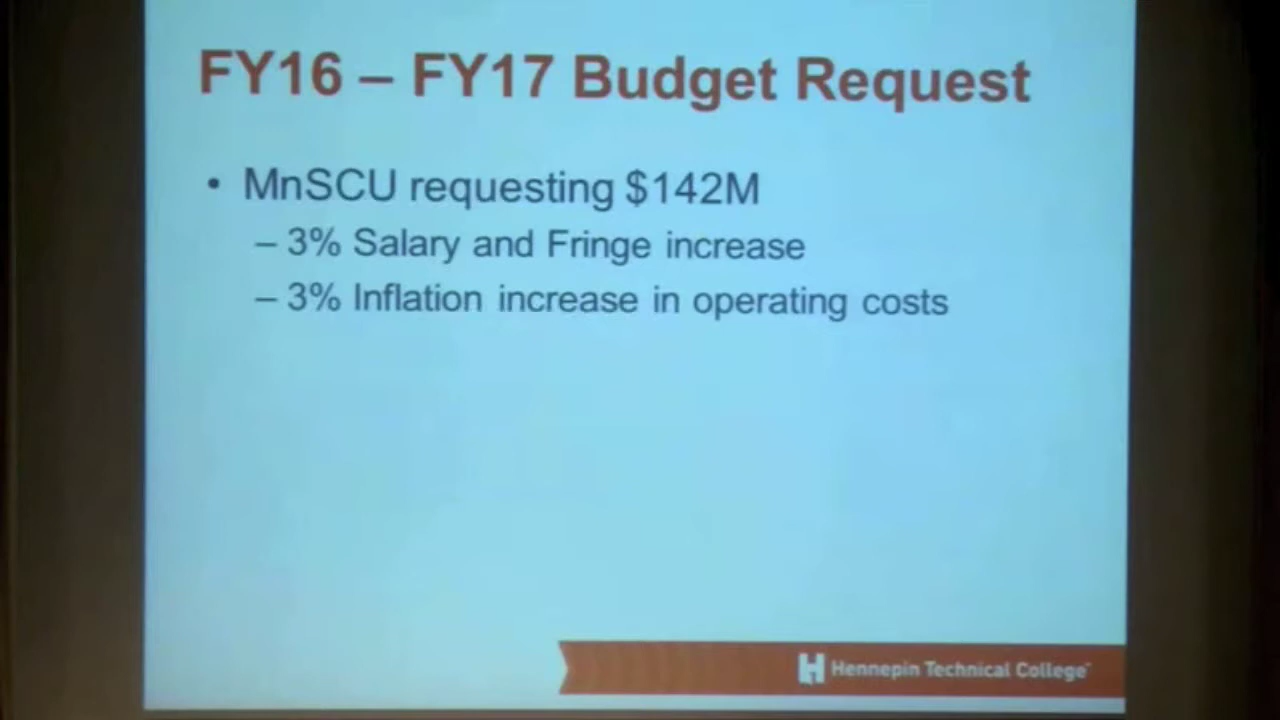 FY16 – FY17 Budget Request
• MnSCU requesting $142M
– 3% Salary and Fringe increase
– 3% Inflation increase in operating costs
Hennepin Technical College